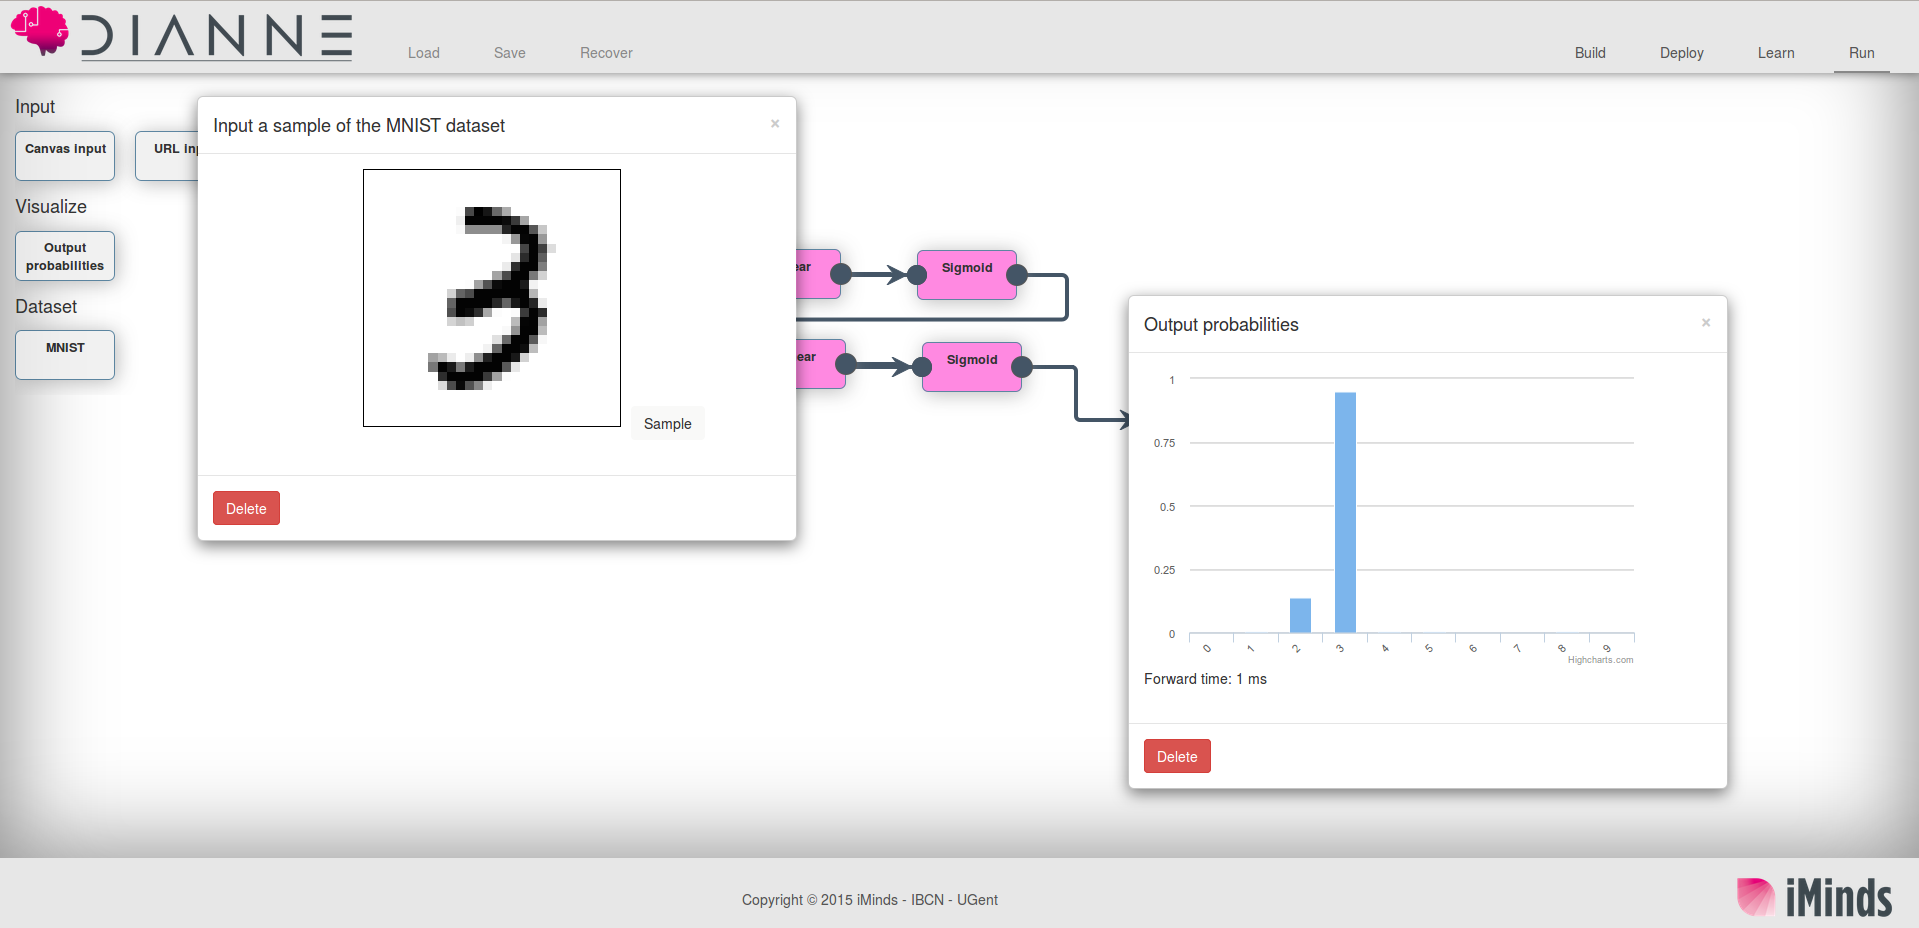 DIANNE
Load Save Recover
Build Deploy Learn Run
Input
Canvas input
URL inp
Visualize
Output
probabilities
Dataset
MNIST
Input a sample of the MNIST dataset
×
3
Sample
Delete
ear
Sigmoid
ear
Sigmoid
Output probabilities
×
1
0.75
0.5
0.25
0
0 1 2 3 4 5 6 7 8 9
Highcharts.com
Forward time: 1 ms
Delete
Copyright © 2015 iMinds - IBCN - UGent
iMinds